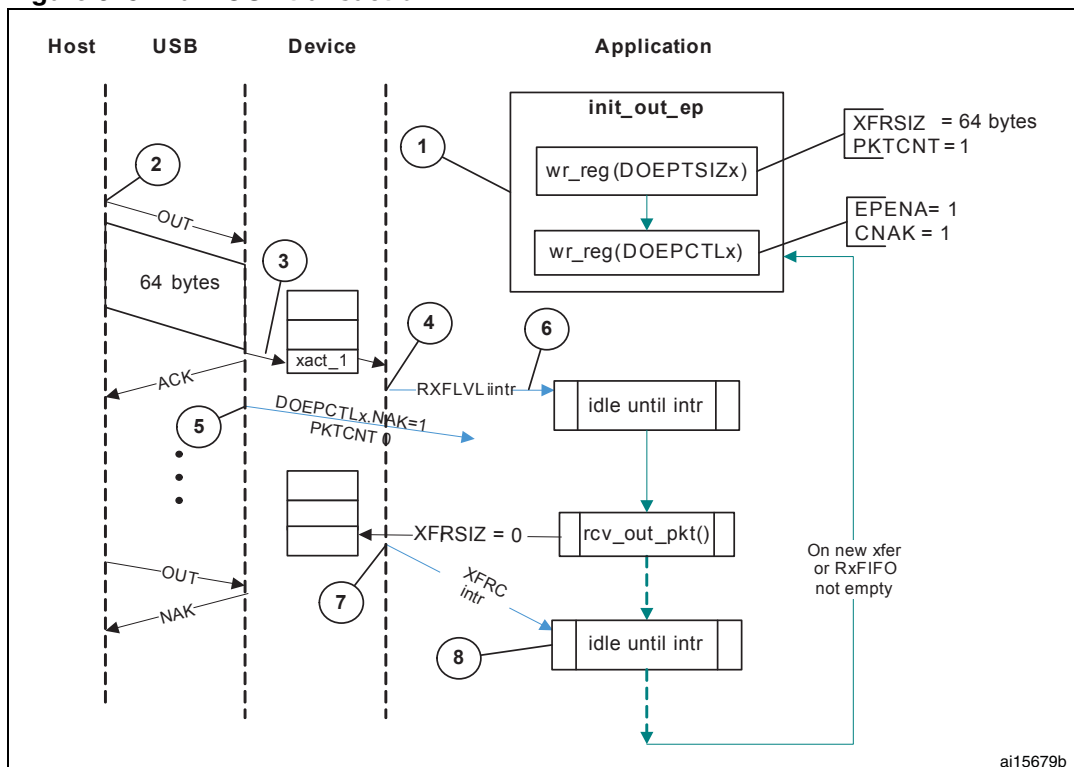 Host USB Device Application
init_out_ep
1
wr_reg(DOEPTSIZx)
XFRSIZ = 64 bytes
PKTCNT = 1
wr_reg(DOEPCTLx)
EPENA= 1
CNAK = 1
2
OUT
64 bytes
3
xact_1
ACK
4
RXFLVL iintr
6
idle until intr
5
DOEPCTLx.NAK=1
PKTCNT 0
XFRSIZ = 0
rcv_out_pkt()
On new xfer
or RxFIFO
not empty
OUT
NAK
7
XFRC
intr
8
idle until intr
ai15679b